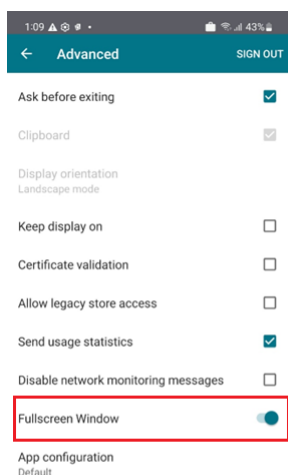 1:09
43%
Advanced
SIGN OUT
Ask before exiting
Clipboard
Display orientation
Landscape mode
Keep display on
Certificate validation
Allow legacy store access
Send usage statistics
Disable network monitoring messages
Fullscreen Window
App configuration
Default